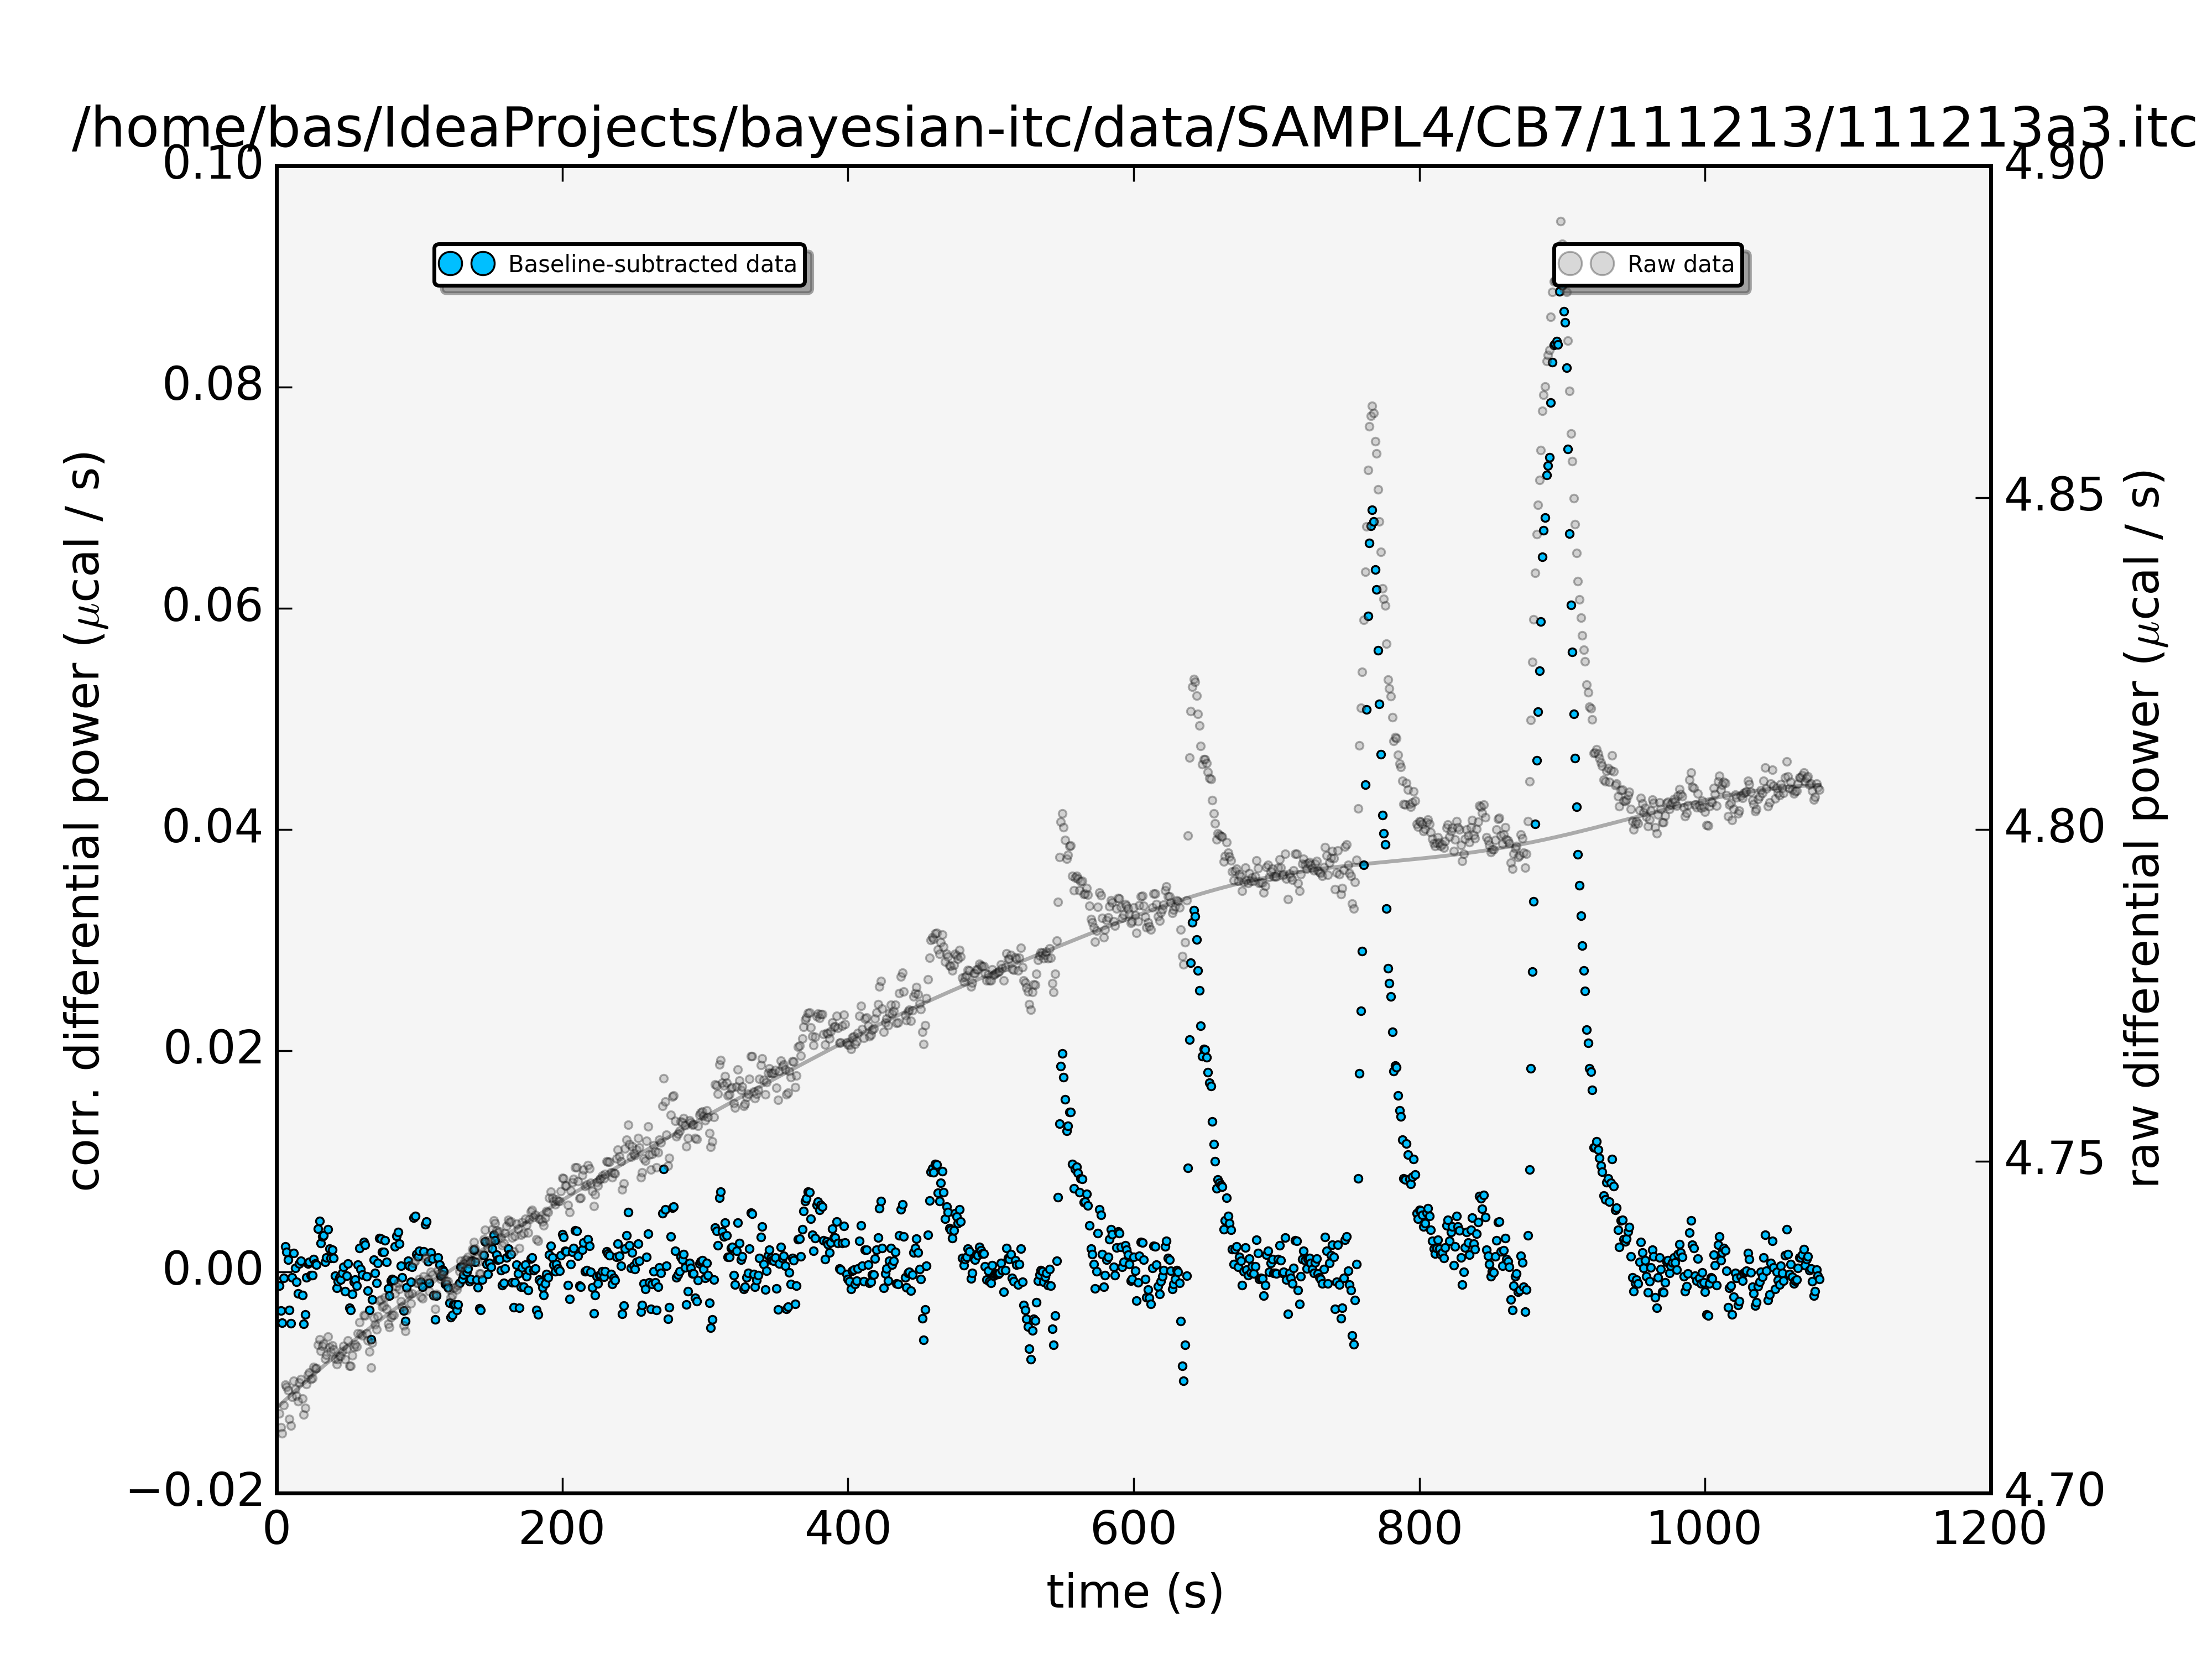 /home/bas/IdeaProjects/bayesian-itc/data/SAMPL4/CB7/111213/111213a3.itc
Baseline-subtracted data
Raw data
corr. differential power (μcal / s)
0.10
0.08
0.06
0.04
0.02
0.00
−0.02
4.90
4.85
4.80
4.75
4.70
raw differential power (μcal / s)
0 200 400 600 800 1000 1200
time (s)